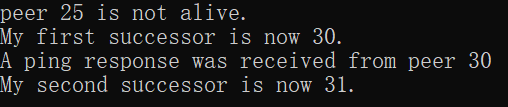 peer 25 is not alive.
My first successor is now 30.
A ping response was received from peer 30
My second successor is now 31.